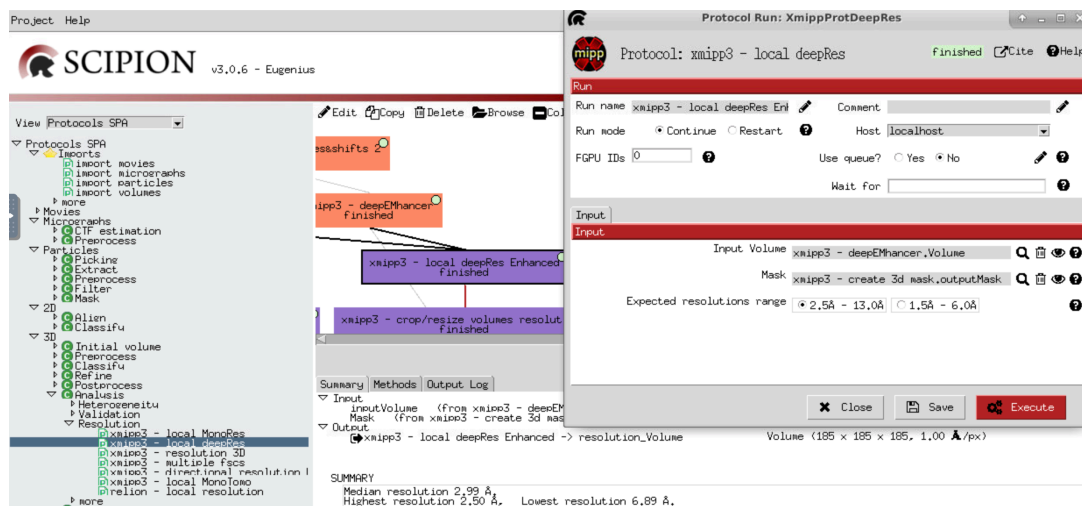 Project Help
SCIPION v3.0.6 - Eugenius
View Protocols SPA
Protocols SPA
Imports
import movies
import micrographs
import particles
import volumes
more
Movies
Micrographs
CTF estimation
Preprocess
Particles
Picking
Extract
Preprocess
Filter
Mask
2D
Align
Classify
3D
Initial volume
Preprocess
Classify
Refine
Postprocess
Analysis
Heterogeneity
Validation
Resolution
xmipp3 - local MonoRes
xmipp3 - local deepRes
xmipp3 - resolution 3D
xmipp3 - multiple fscs
xmipp3 - directional resolution
xmipp3 - local MonoTomo
relion - local resolution
more
Edit Copy Delete Browse Col
es&shifts 2
ipp3 - deepEMhancer
finished
xmipp3 - local deepRes Enhanced
finished
xmipp3 - crop/resize volumes resolut
finished
Summary Methods Output Log
Input
inputVolume (from xmipp3 - deepEM
Mask (from xmipp3 - create 3d mas
Output
xmipp3 - local deepRes Enhanced -> resolution_Volume Volume (185 x 185 x 185, 1.00 Å/px)
SUMMARY
Median resolution 2.99 Å,
Highest resolution 2.50 Å, Lowest resolution 6.89 Å.
Protocol Run: XmippProtDeepRes
mipp Protocol: xmipp3 - local deepRes finished Cite Help
Run
Run name xmipp3 - local deepRes Enh Comment
Run mode Continue Restart Host localhost
FGPU IDs 0 Use queue? Yes No
Wait for
Input
Input
Input Volume xmipp3 - deepEMhancer.Volume
Mask xmipp3 - create 3d mask.outputMask
Expected resolutions range 2.5Å - 13.0Å 1.5Å - 6.0Å
Close Save Execute